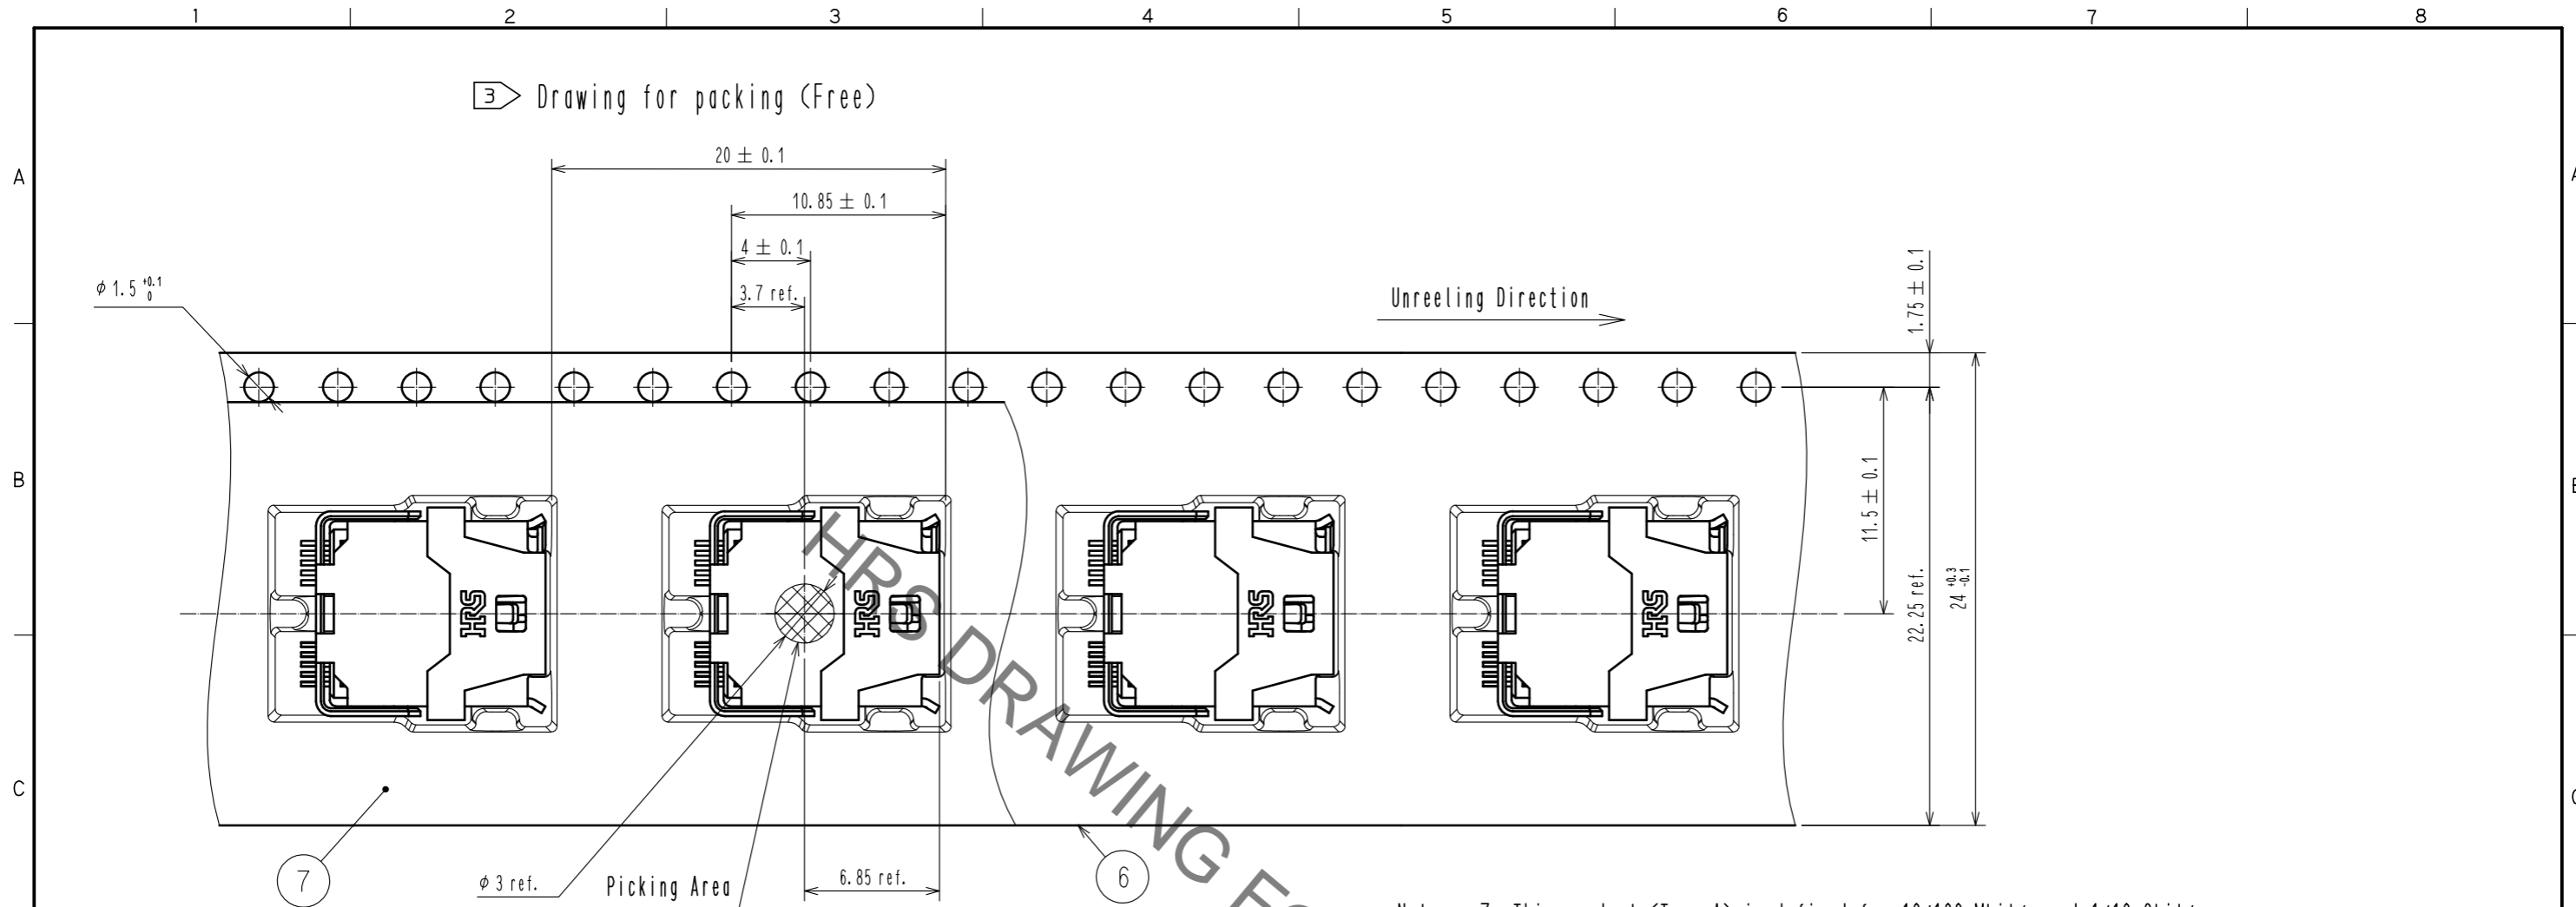 1 2 3 4 5 6 7 8
3 Drawing for packing (Free)
20 ± 0.1
A A
10.85 ± 0.1
4 ± 0.1
φ 1.5 +0.1 0
3.7 ref.
Unreeling Direction
1.75 ± 0.1
B
11.5 ± 0.1
22.25 ref.
24 +0.3 -0.1
HRS HRS HRS HRS
HRS DRAWING
C
7
φ 3 ref.
Picking Area
6.85 ref.
6